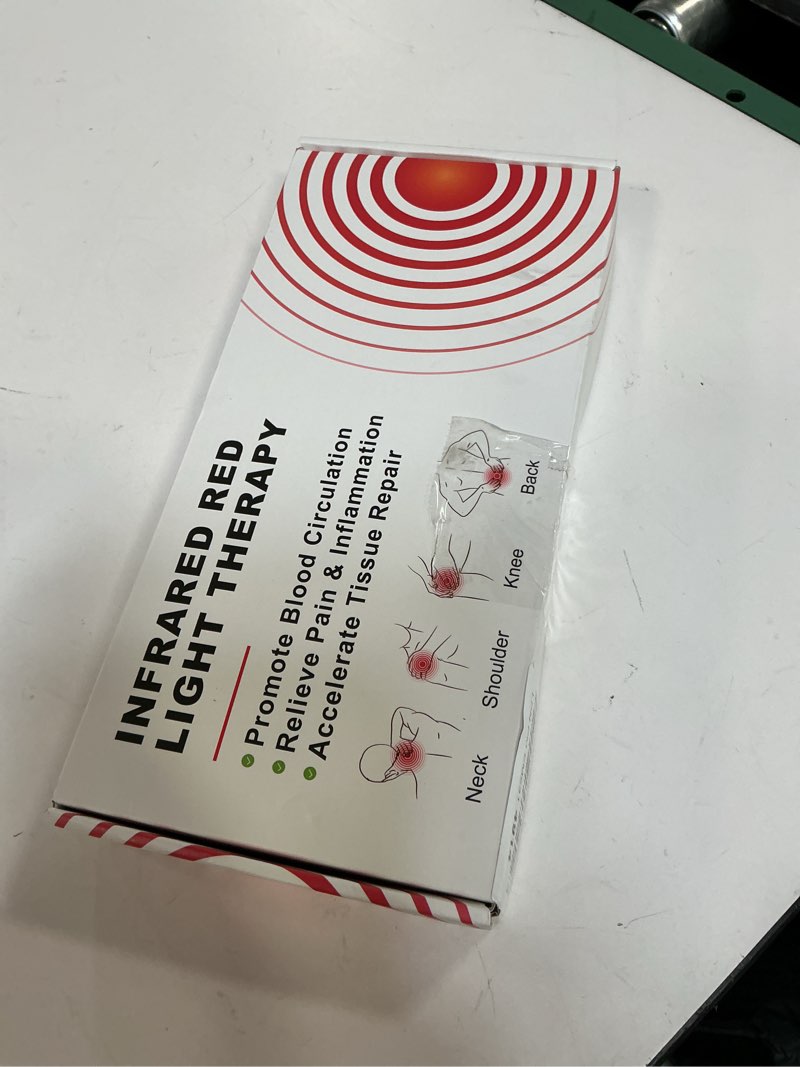 INFRARED RED
LIGHT THERAPY
Promote Blood Circulation
Relieve Pain & Inflammation
Accelerate Tissue Repair
Neck
Shoulder
Knee
Back